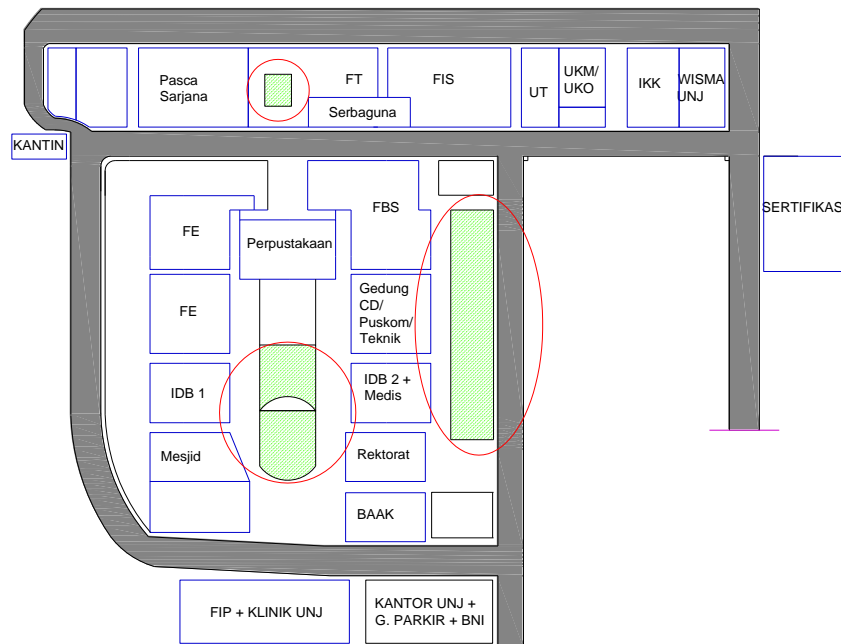 Pasca
Sarjana
FT
Serbaguna
FIS
UT
UKM/
UKO
IKK
WISMA
UNJ
KANTIN
FE
Perpustakaan
FBS
SERTIFIKAS
FE
Gedung
CD/
Puskom/
Teknik
IDB 1
IDB 2 +
Medis
Mesjid
Rektorat
BAAK
FIP + KLINIK UNJ
KANTOR UNJ +
G. PARKIR + BNI